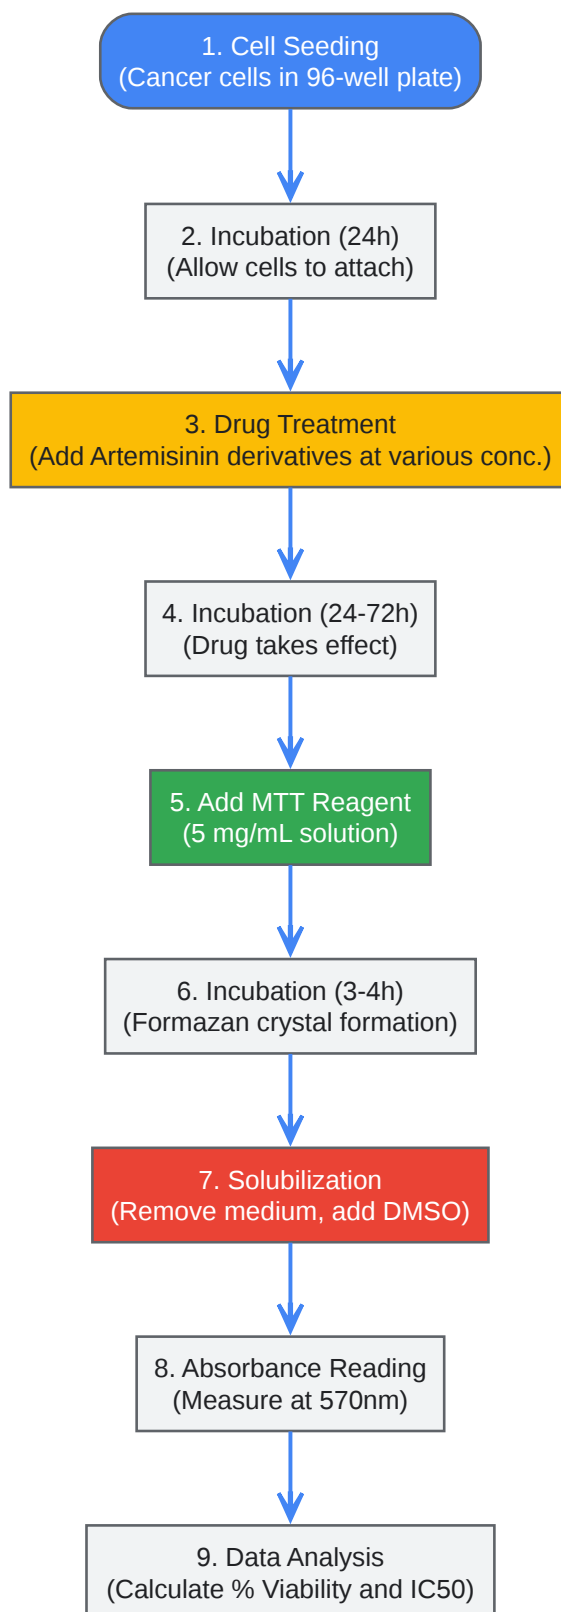 1. Cell Seeding
(Cancer cells in 96-well plate)
2. Incubation (24h)
(Allow cells to attach)
3. Drug Treatment
(Add Artemisinin derivatives at various conc.)
4. Incubation (24-72h)
(Drug takes effect)
5. Add MTT Reagent
(5 mg/mL solution)
6. Incubation (3-4h)
(Formazan crystal formation)
7. Solubilization
(Remove medium, add DMSO)
8. Absorbance Reading
(Measure at 570nm)
9. Data Analysis
(Calculate % Viability and IC50)